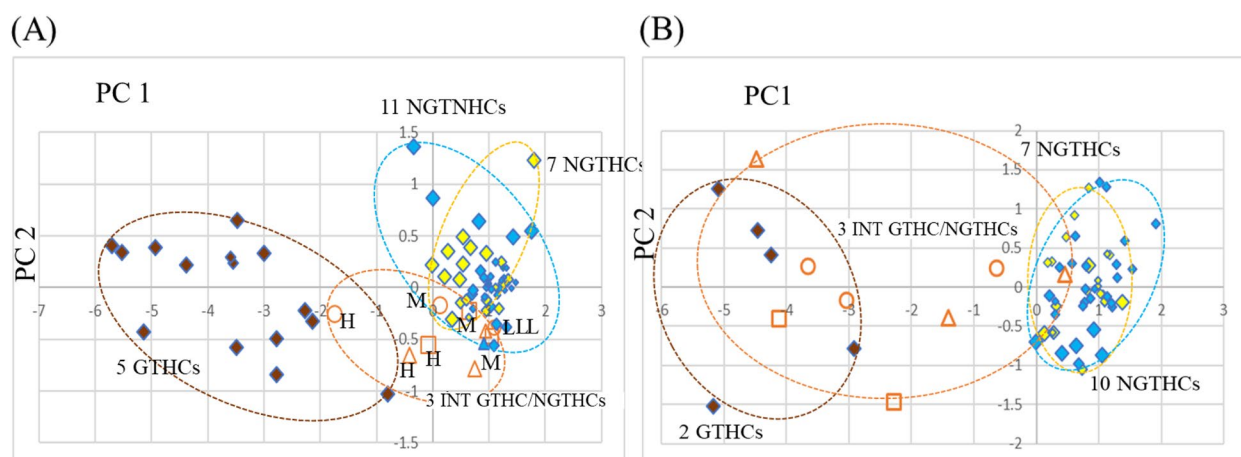 (A)
PC 1
PC 2
11 NGTNHCs
7 NGTHCs
5 GTHCs
3 INT GTHC/NGTHCs
H
H
H
M
M
M
LLL
1.5
1
0.5
0
-0.5
-1
-1.5
-7 -6 -5 -4 -3 -2 -1 0 1 2 3
(B)
PC1
PC 2
7 NGTHCs
3 INT GTHC/NGTHCs
10 NGTHCs
2 GTHCs
2
1.5
1
0.5
0
-0.5
-1
-1.5
-2
-6 -5 -4 -3 -2 -1 0 1 2 3